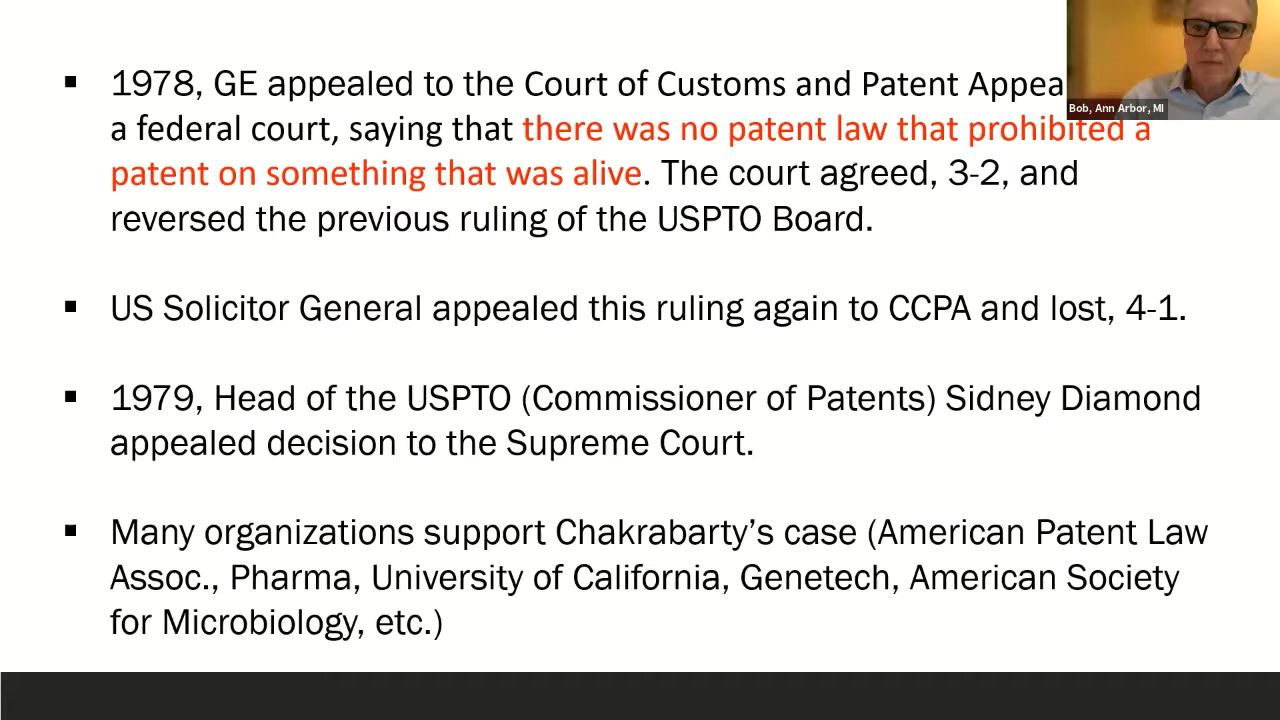 ▪ 1978, GE appealed to the Court of Customs and Patent Appea
a federal court, saying that there was no patent law that prohibited a
patent on something that was alive. The court agreed, 3-2, and
reversed the previous ruling of the USPTO Board.
▪ US Solicitor General appealed this ruling again to CCPA and lost, 4-1.
▪ 1979, Head of the USPTO (Commissioner of Patents) Sidney Diamond
appealed decision to the Supreme Court.
▪ Many organizations support Chakrabarty’s case (American Patent Law
Assoc., Pharma, University of California, Genetech, American Society
for Microbiology, etc.)
Bob, Ann Arbor, MI